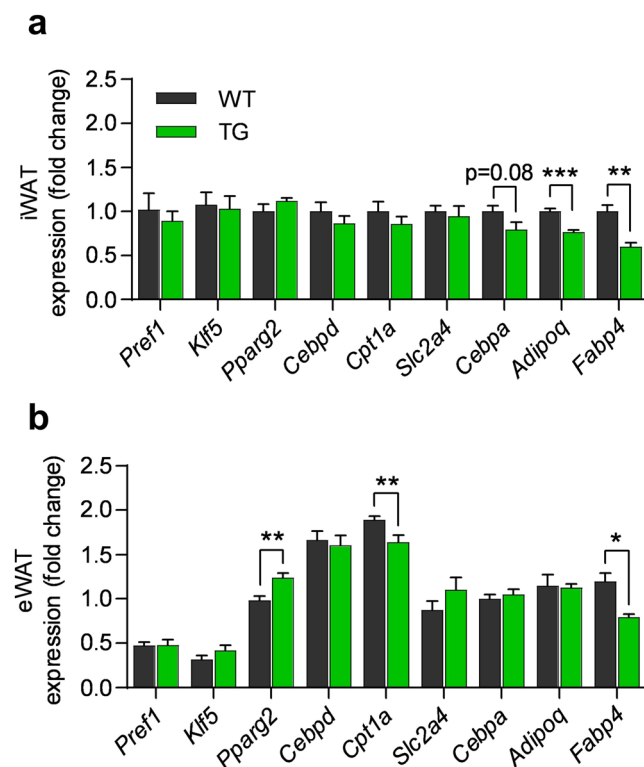 a
iWAT
expression (fold change)
2.5
2.0
1.5
1.0
0.5
0.0
WT
TG
p=0.08
***
**
Pref1
Klf5
Pparg2
Cebpd
Cpt1a
Slc2a4
Cebpa
Adipoq
Fabp4
b
eWAT
expression (fold change)
2.5
2.0
1.5
1.0
0.5
0.0
**
**
*
Pref1
Klf5
Pparg2
Cebpd
Cpt1a
Slc2a4
Cebpa
Adipoq
Fabp4